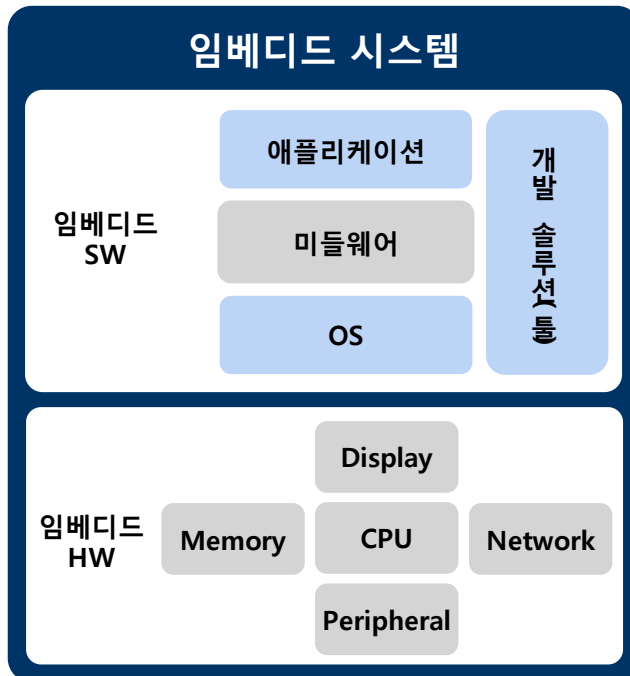 임베디드 시스템
임베디드
SW
애플리케이션
미들웨어
OS
개발 솔루션(툴)
임베디드
HW
Display
Memory
CPU
Network
Peripheral